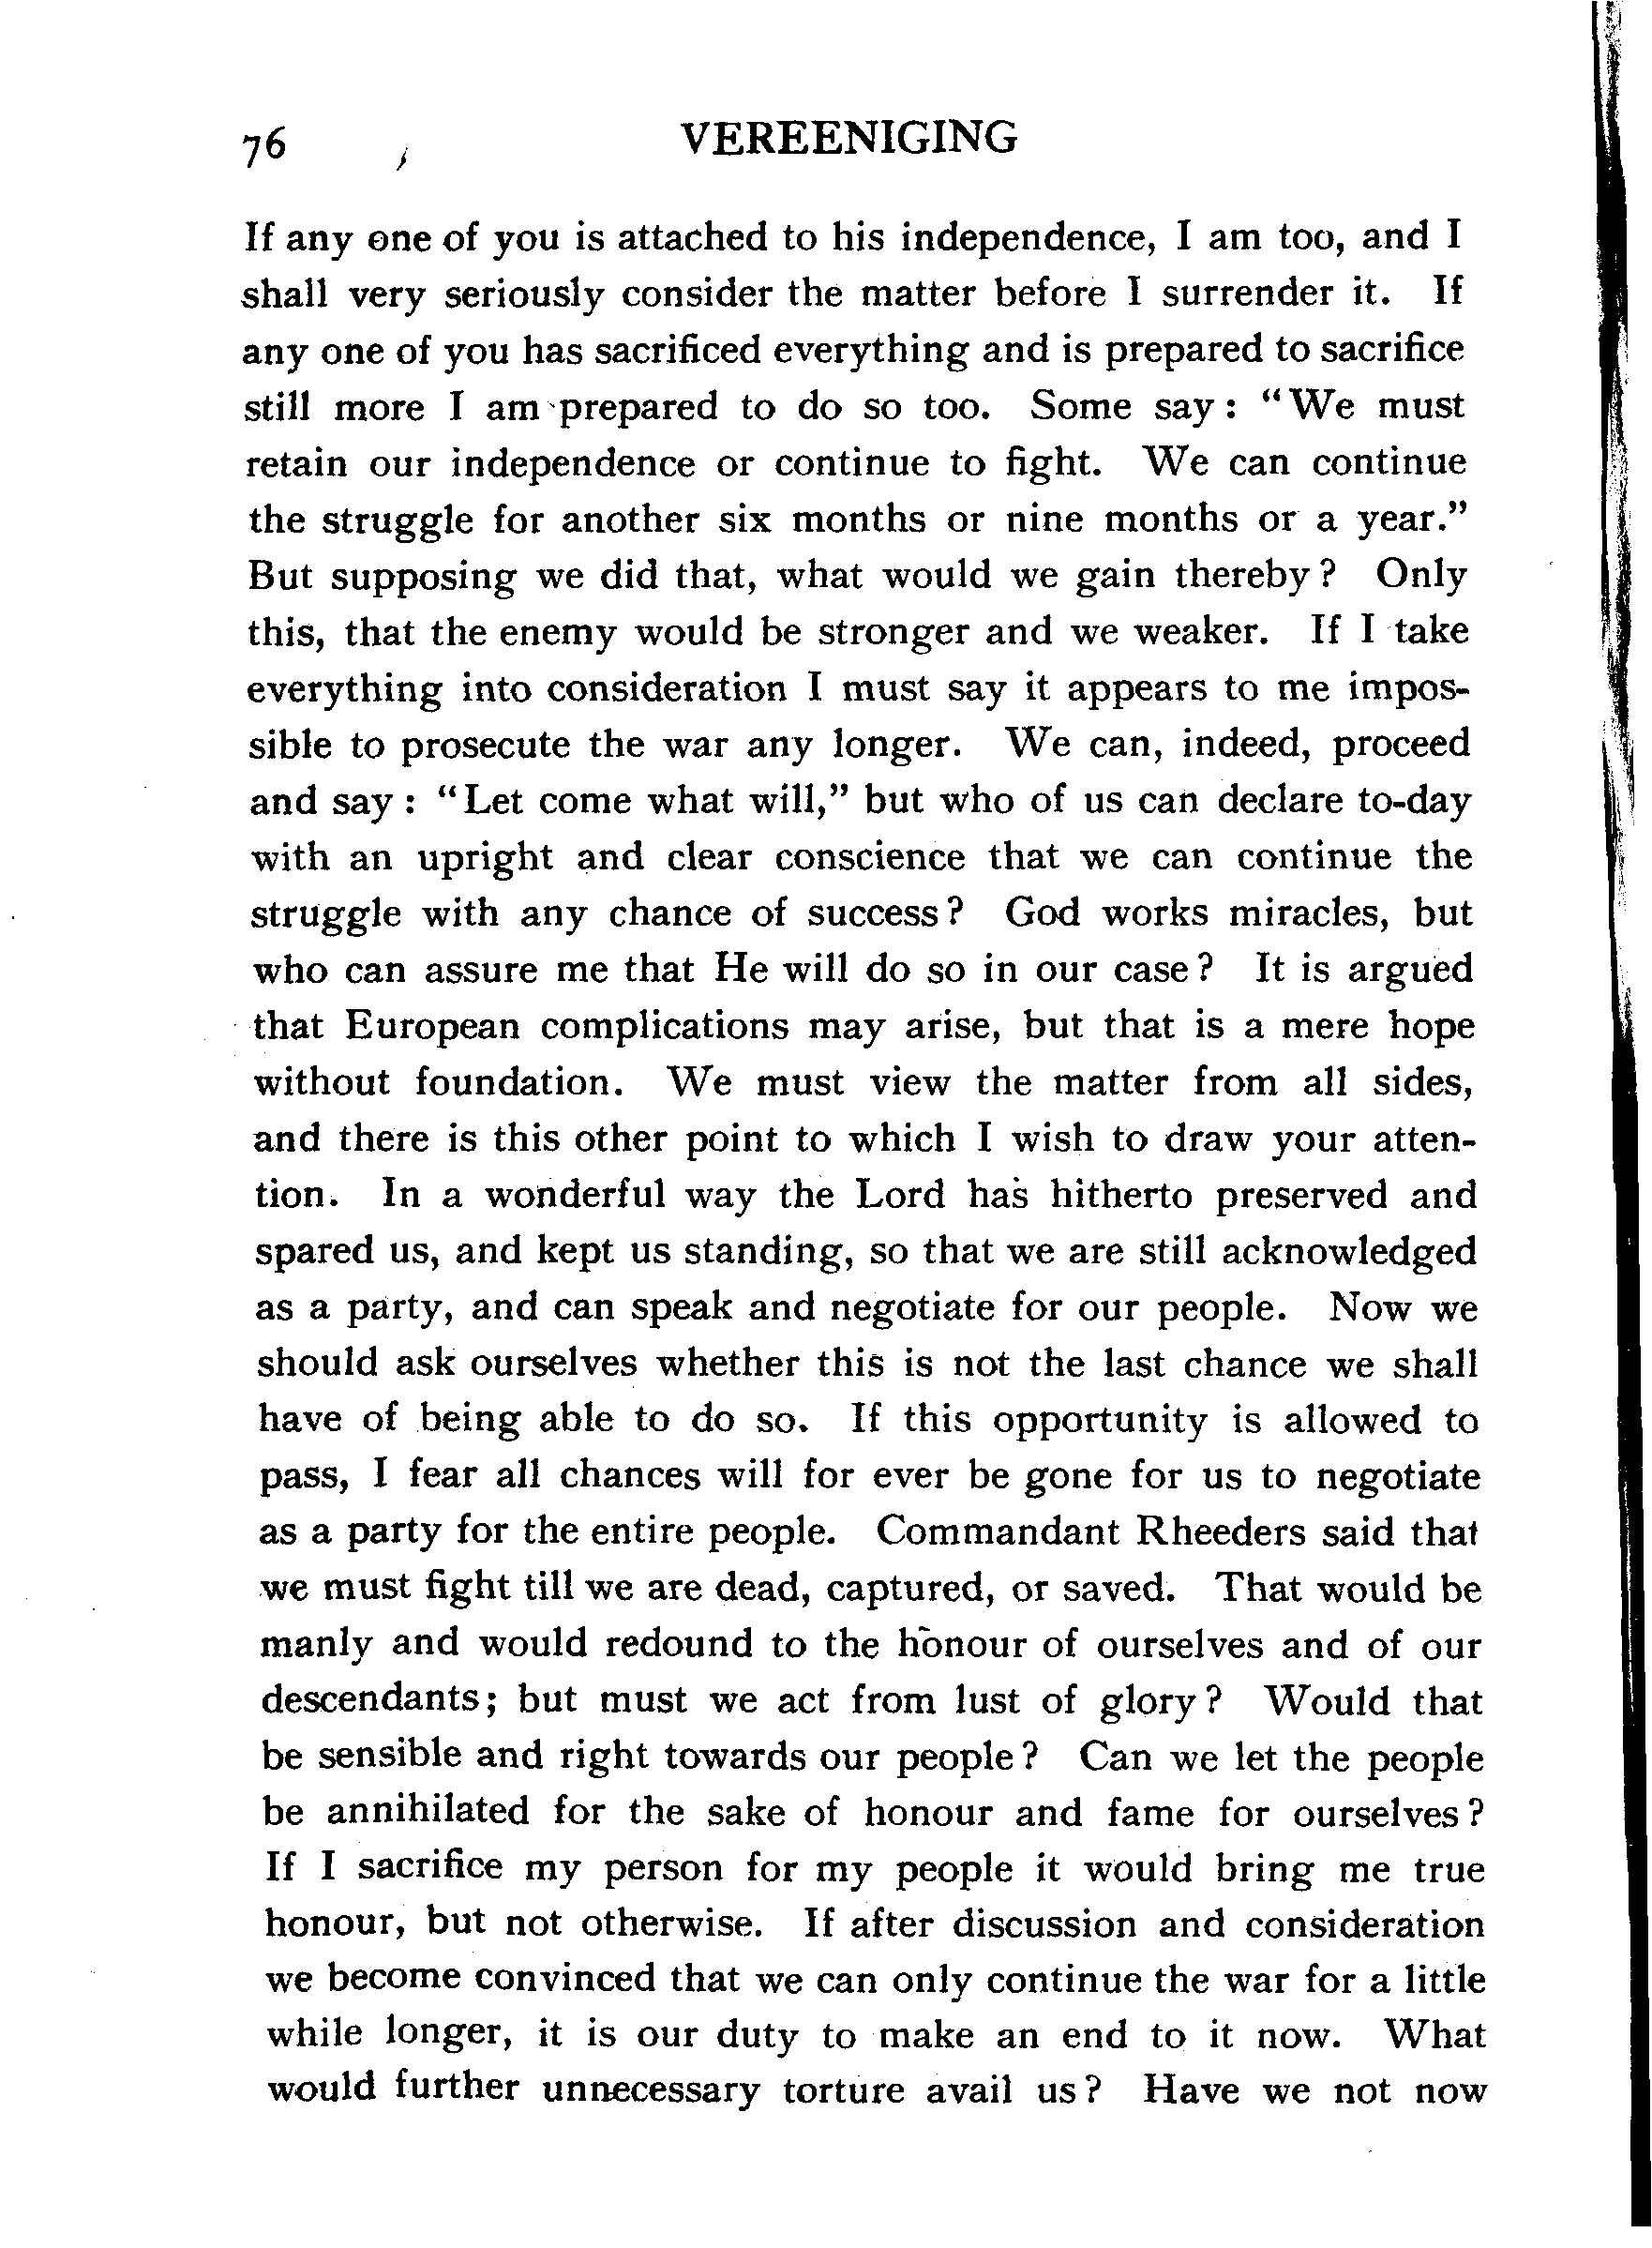 76 VEREENIGING
If any one of you is attached to his independence, I am too, and I
shall very seriously consider the matter before I surrender it. If
any one of you has sacrificed everything and is prepared to sacrifice
still more I am prepared to do so too. Some say : "We must
retain our independence or continue to fight. We can continue
the struggle for another six months or nine months or a year."
But supposing we did that, what would we gain thereby ? Only
this, that the enemy would be stronger and we weaker. If I take
everything into consideration I must say it appears to me impos-
sible to prosecute the war any longer. We can, indeed, proceed
and say : "Let come what will," but who of us can declare to-day
with an upright and clear conscience that we can continue the
struggle with any chance of success ? God works miracles, but
who can assure me that He will do so in our case ? It is argued
that European complications may arise, but that is a mere hope
without foundation. We must view the matter from all sides,
and there is this other point to which I wish to draw your atten-
tion. In a wonderful way the Lord has hitherto preserved and
spared us, and kept us standing, so that we are still acknowledged
as a party, and can speak and negotiate for our people. Now we
should ask ourselves whether this is not the last chance we shall
have of being able to do so. If this opportunity is allowed to
pass, I fear all chances will for ever be gone for us to negotiate
as a party for the entire people. Commandant Rheeders said that
we must fight till we are dead, captured, or saved. That would be
manly and would redound to the honour of ourselves and of our
descendants; but must we act from lust of glory ? Would that
be sensible and right towards our people ? Can we let the people
be annihilated for the sake of honour and fame for ourselves ?
If I sacrifice my person for my people it would bring me true
honour, but not otherwise. If after discussion and consideration
we become convinced that we can only continue the war for a little
while longer, it is our duty to make an end to it now. What
would further unnecessary torture avail us ? Have we not now